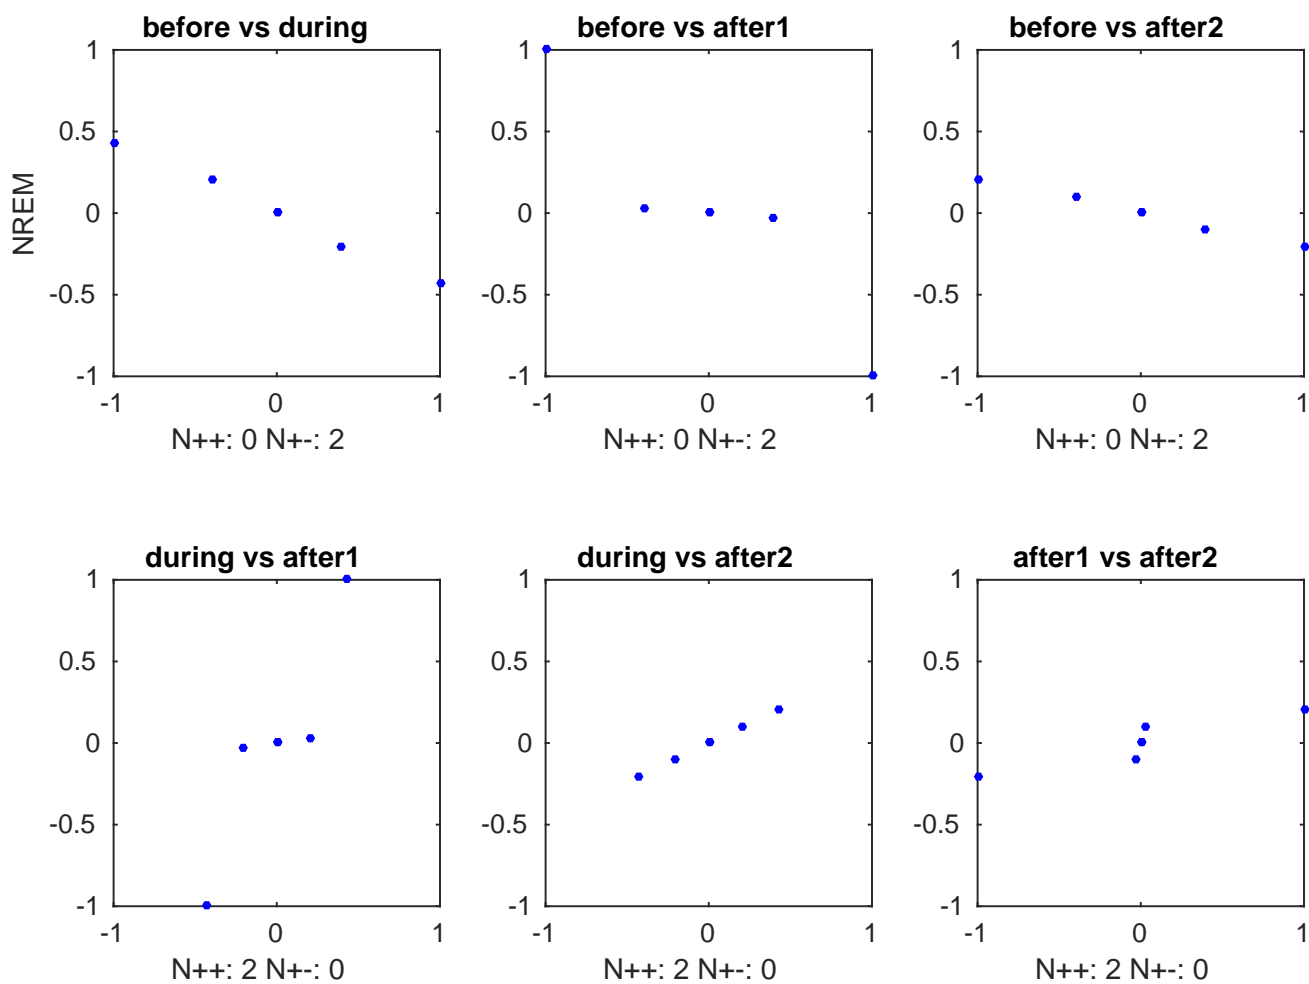 before vs during
before vs after1
before vs after2
1
0.5
0
-0.5
-1
NREM
-1 0 1
N++: 0 N+-: 2
1
0.5
0
-0.5
-1
-1 0 1
N++: 0 N+-: 2
1
0.5
0
-0.5
-1
-1 0 1
N++: 0 N+-: 2
during vs after1
during vs after2
after1 vs after2
1
0.5
0
-0.5
-1
-1 0 1
N++: 2 N+-: 0
1
0.5
0
-0.5
-1
-1 0 1
N++: 2 N+-: 0
1
0.5
0
-0.5
-1
-1 0 1
N++: 2 N+-: 0